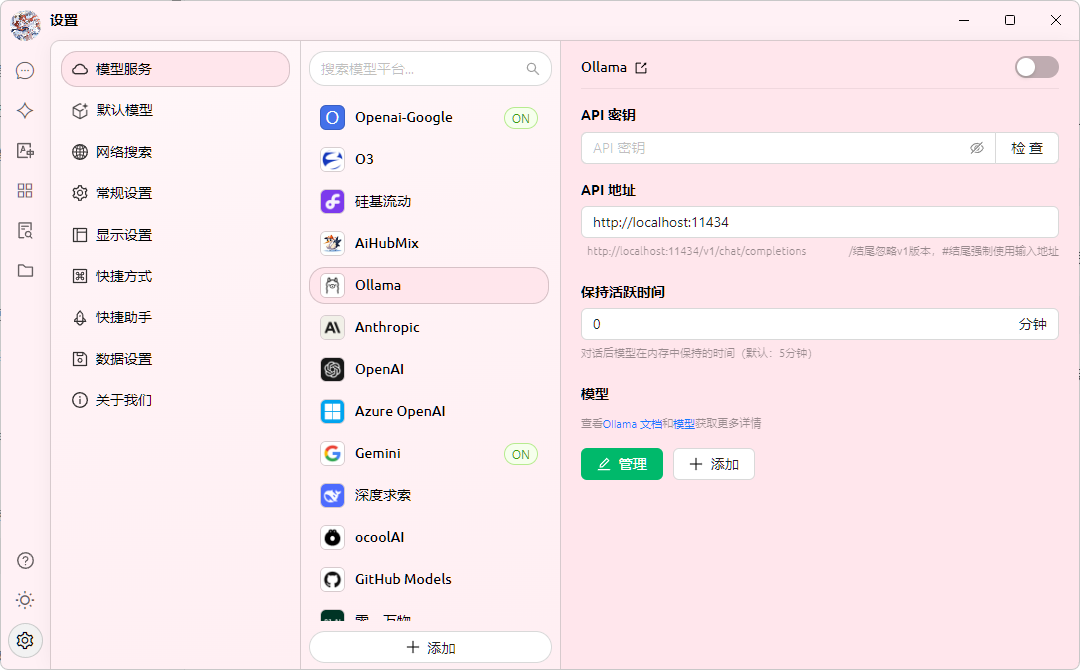 设置
模型服务
默认模型
网络搜索
常规设置
显示设置
快捷方式
快捷助手
数据设置
关于我们
搜索模型平台...
Openai-Google ON
O3
硅基流动
AiHubMix
Ollama
Anthropic
OpenAI
Azure OpenAI
Gemini ON
深度求索
ocoolAI
GitHub Models
零一万物
添加
Ollama
API 密钥
API 密钥
检 查
API 地址
http://localhost:11434
http://localhost:11434/v1/chat/completions /结尾忽略v1版本，#结尾强制使用输入地址
保持活跃时间
0 分钟
对话后模型在内存中保持的时间（默认：5分钟）
模型
查看Ollama 文档和模型获取更多详情
管理 添加